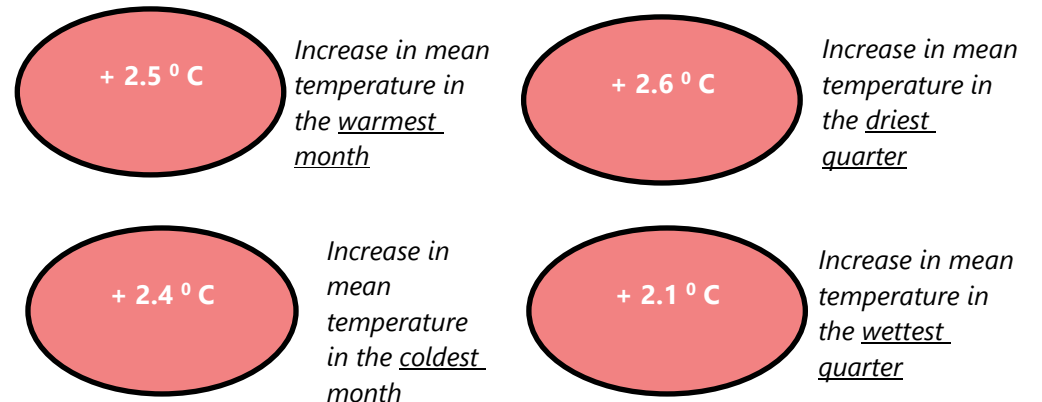 + 2.5 ⁰ C
Increase in mean
temperature in
the warmest
month
+ 2.6 ⁰ C
Increase in mean
temperature in
the driest
quarter
+ 2.4 ⁰ C
Increase in
mean
temperature
in the coldest
month
+ 2.1 ⁰ C
Increase in mean
temperature in
the wettest
quarter